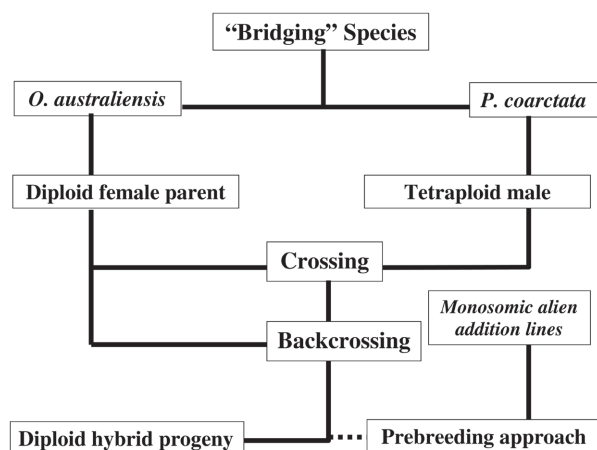 “Bridging” Species
O. australiensis
P. coarctata
Diploid female parent
Tetraploid male
Crossing
Monosomic alien
addition lines
Backcrossing
Diploid hybrid progeny
Prebreeding approach